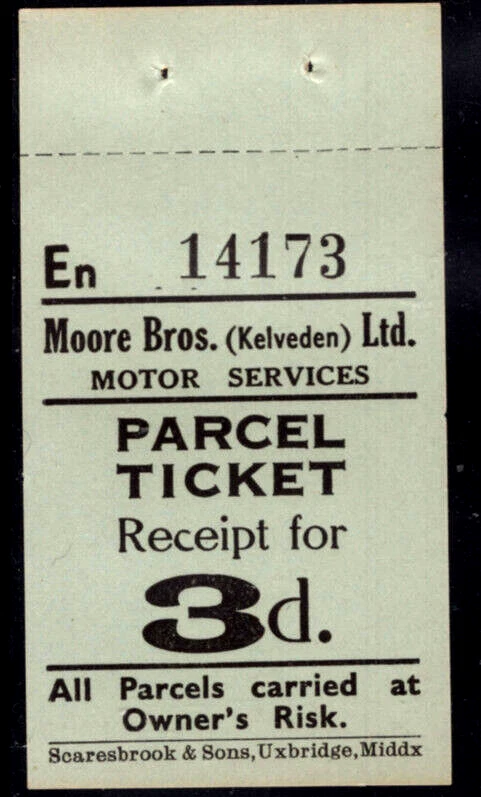 En 14173
Moore Bros. (Kelveden) Ltd.
MOTOR SERVICES
PARCEL
TICKET
Receipt for
3d.
All Parcels carried at
Owner's Risk.
Scaresbrook & Sons, Uxbridge, Middx